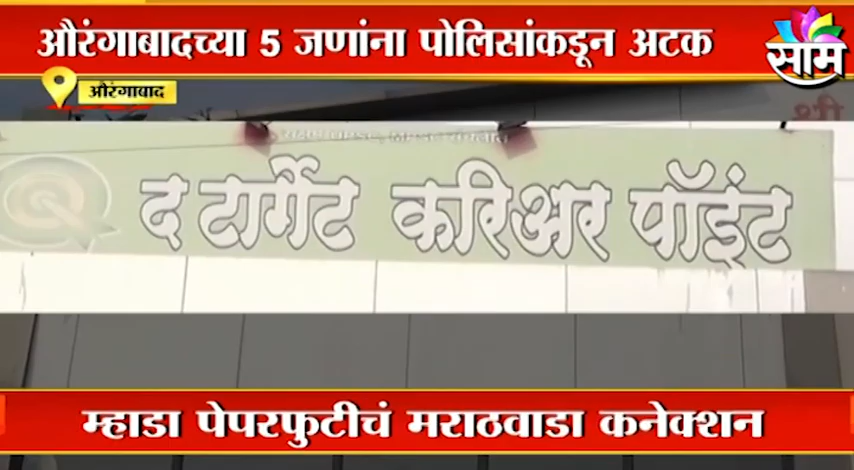 औरंगाबादच्या 5 जणांना पोलिसांकडून अटक
साम
औरंगाबाद
द टार्गेट करिअर पॉइंट
म्हाडा पेपरफुटीचं मराठवाडा कनेक्शन